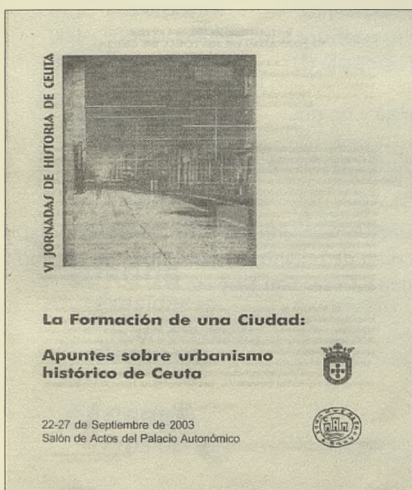 VI JORNADAS DE HISTORIA DE CEUTA
La Formación de una Ciudad:
Apuntes sobre urbanismo
histórico de Ceuta
22-27 de Septiembre de 2003
Salón de Actos del Palacio Autonómico